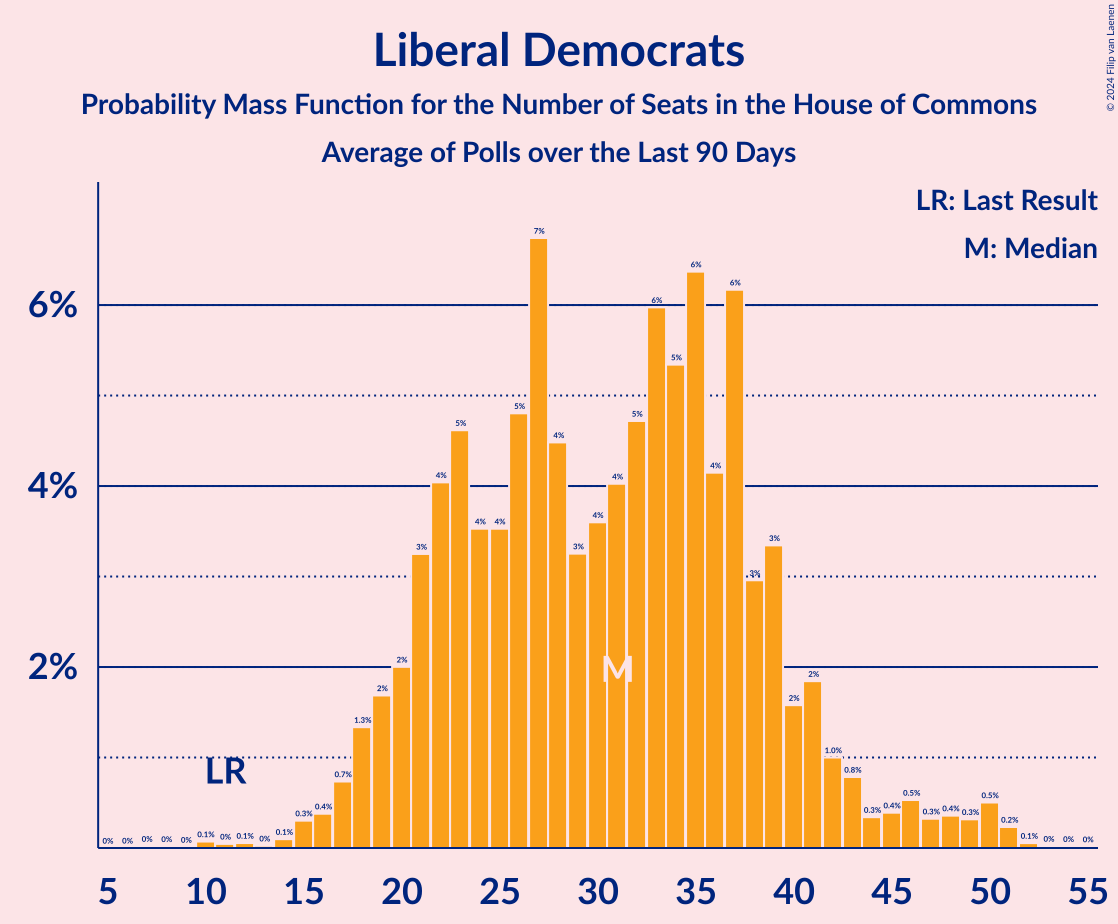 Liberal Democrats
Probability Mass Function for the Number of Seats in the House of Commons
Average of Polls over the Last 90 Days
© 2024 Filip van Laenen
LR: Last Result
M: Median
6%
4%
2%
0% 0% 0% 0% 0% 0.1% 0% 0.1% 0% 0.1% 0.3% 0.4% 0.7% 1.3% 2% 2% 3% 4% 5% 4% 4% 5% 7% 4% 3% 4% 4% 5% 6% 5% 6% 4% 6% 3% 3% 2% 2% 1.0% 0.8% 0.3% 0.4% 0.5% 0.3% 0.4% 0.3% 0.5% 0.2% 0.1% 0% 0% 0%
LR
M
5 10 15 20 25 30 35 40 45 50 55